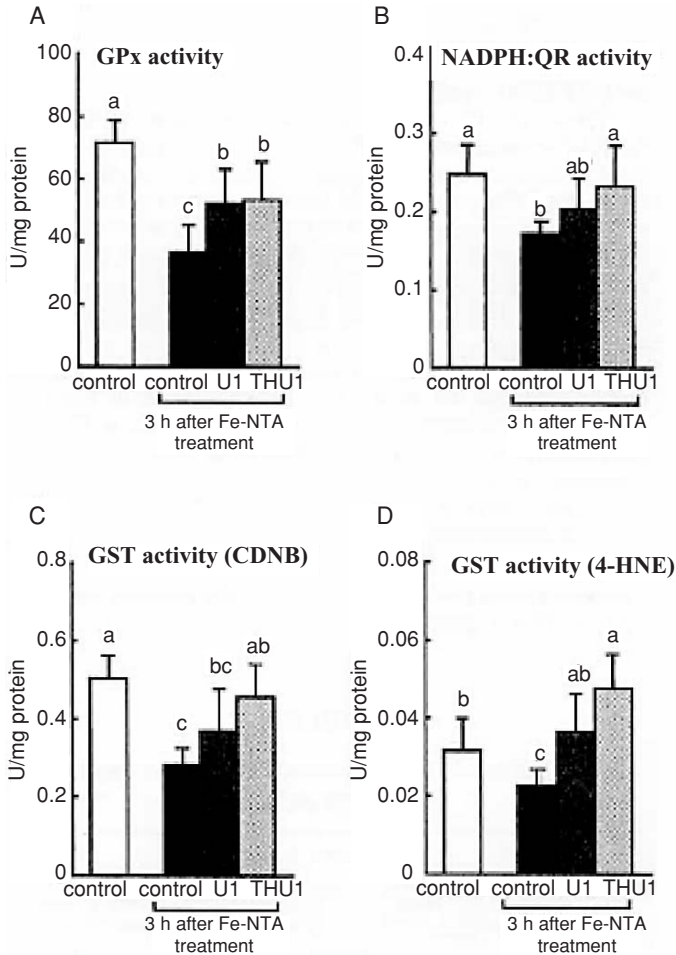 A
GPx activity
100
80
60
40
20
0
U/mg protein
a
c
b
b
control control U1 THU1
3 h after Fe-NTA
treatment
B
NADPH:QR activity
0.4
0.3
0.2
0.1
0
U/mg protein
a
b
ab
a
control control U1 THU1
3 h after Fe-NTA
treatment
C
GST activity (CDNB)
0.8
0.6
0.4
0.2
0
U/mg protein
a
c
bc
ab
control control U1 THU1
3 h after Fe-NTA
treatment
D
GST activity (4-HNE)
0.08
0.06
0.04
0.02
0
U/mg protein
b
c
ab
a
control control U1 THU1
3 h after Fe-NTA
treatment